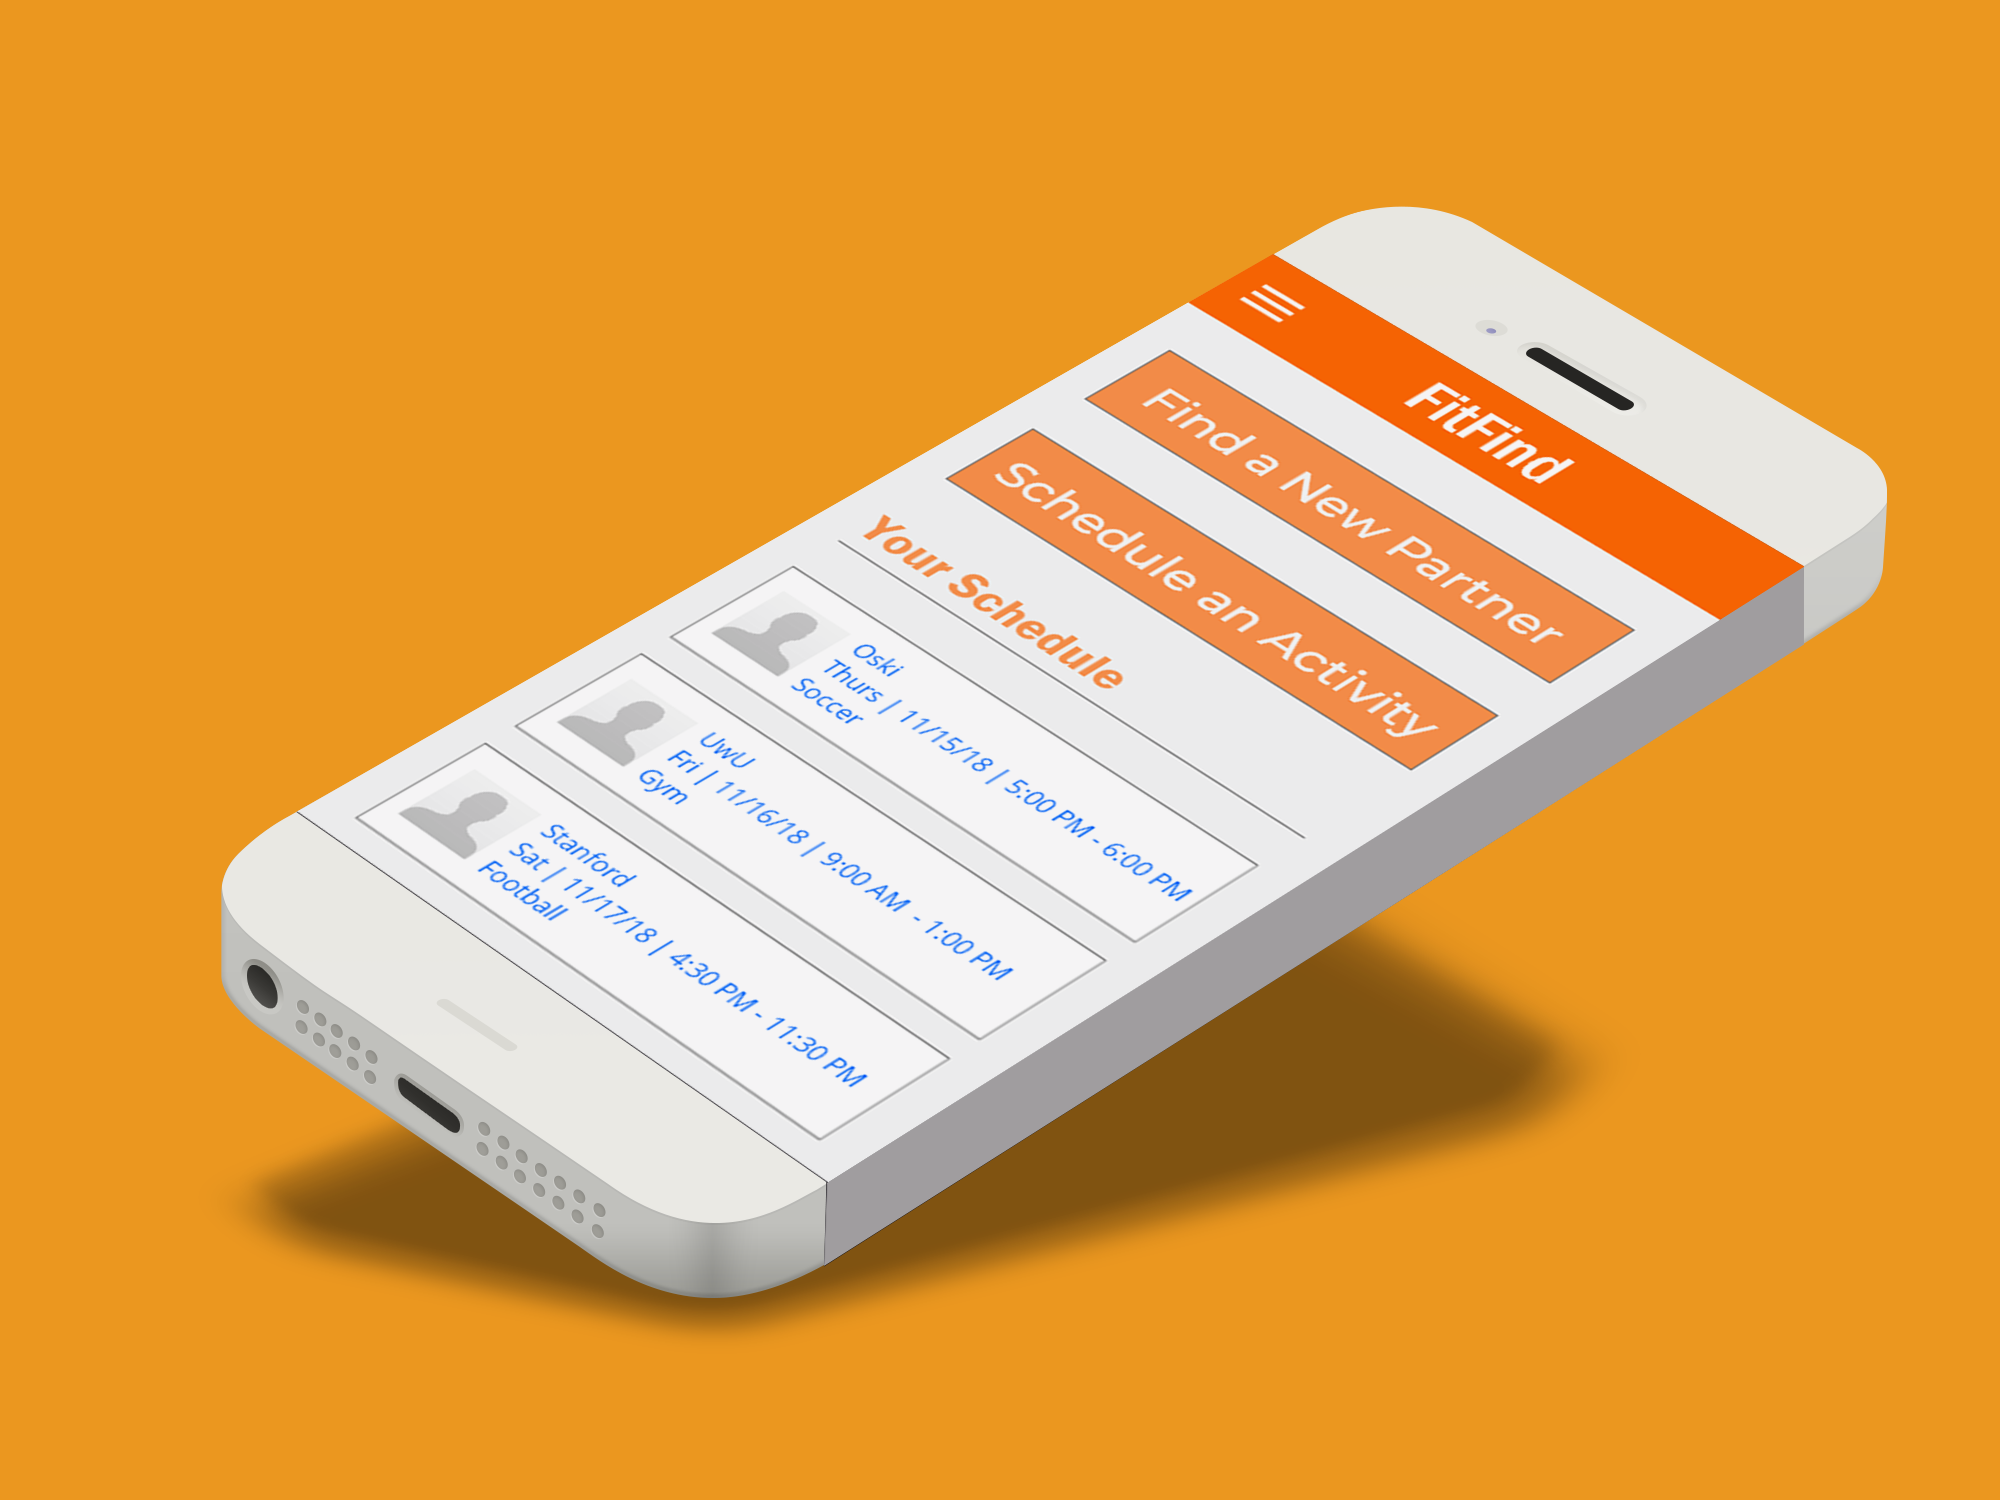 FitFind
Find a New Partner
Schedule an Activity
Your Schedule
Oski
Thurs | 11/15/18 | 5:00 PM - 6:00 PM
Soccer
UwU
Fri | 11/16/18 | 9:00 AM - 1:00 PM
Gym
Stanford
Sat | 11/17/18 | 4:30 PM - 11:30 PM
Football